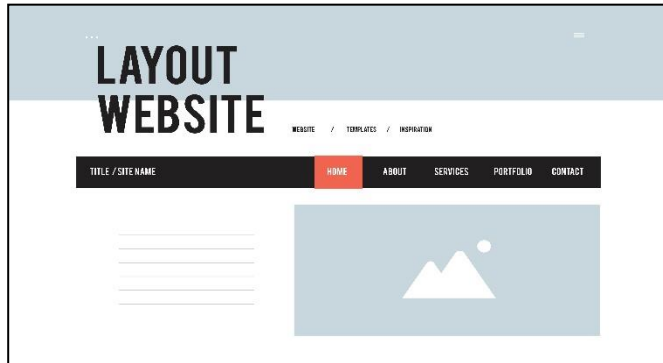 LAYOUT
WEBSITE
WEBSITE / TEMPLATES / INSPIRATION
TITLE / SITE NAME HOME ABOUT SERVICES PORTFOLIO CONTACT